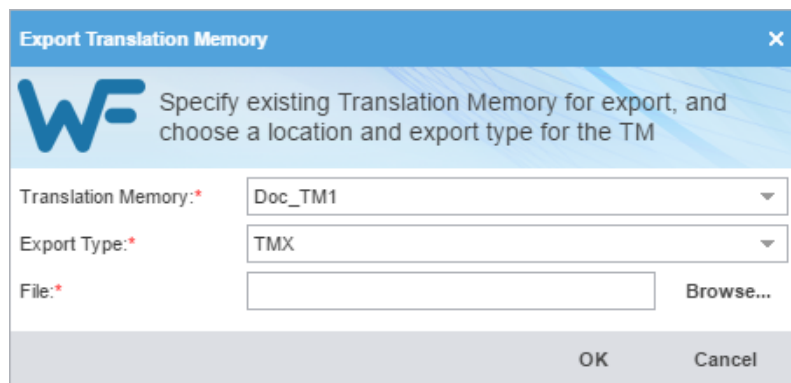 Export Translation Memory
WF
Specify existing Translation Memory for export, and
choose a location and export type for the TM
Translation Memory:* Doc_TM1
Export Type:* TMX
File:* Browse...
OK Cancel